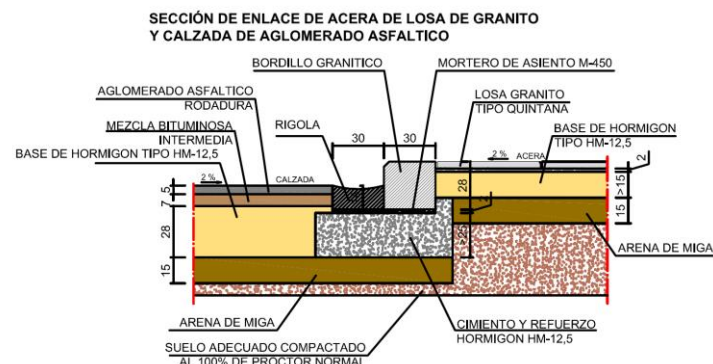 SECCIÓN DE ENLACE DE ACERA DE LOSA DE GRANITO
Y CALZADA DE AGLOMERADO ASFALTICO
BORDILLO GRANITICO
MORTERO DE ASIENTO M-450
AGLOMERADO ASFALTICO
RODADURA
LOSA GRANITO
TIPO QUINTANA
MEZCLA BITUMINOSA
INTERMEDIA
RIGOLA
30
30
BASE DE HORMIGON
TIPO HM-12,5
BASE DE HORMIGON TIPO HM-12,5
2 %
ACERA
2
2 %
CALZADA
5
7
28
15
28
2
>15
15
ARENA DE MIGA
ARENA DE MIGA
CIMIENTO Y REFUERZO
HORMIGON HM-12,5
SUELO ADECUADO COMPACTADO
AL 100% DE PROCTOR NORMAL